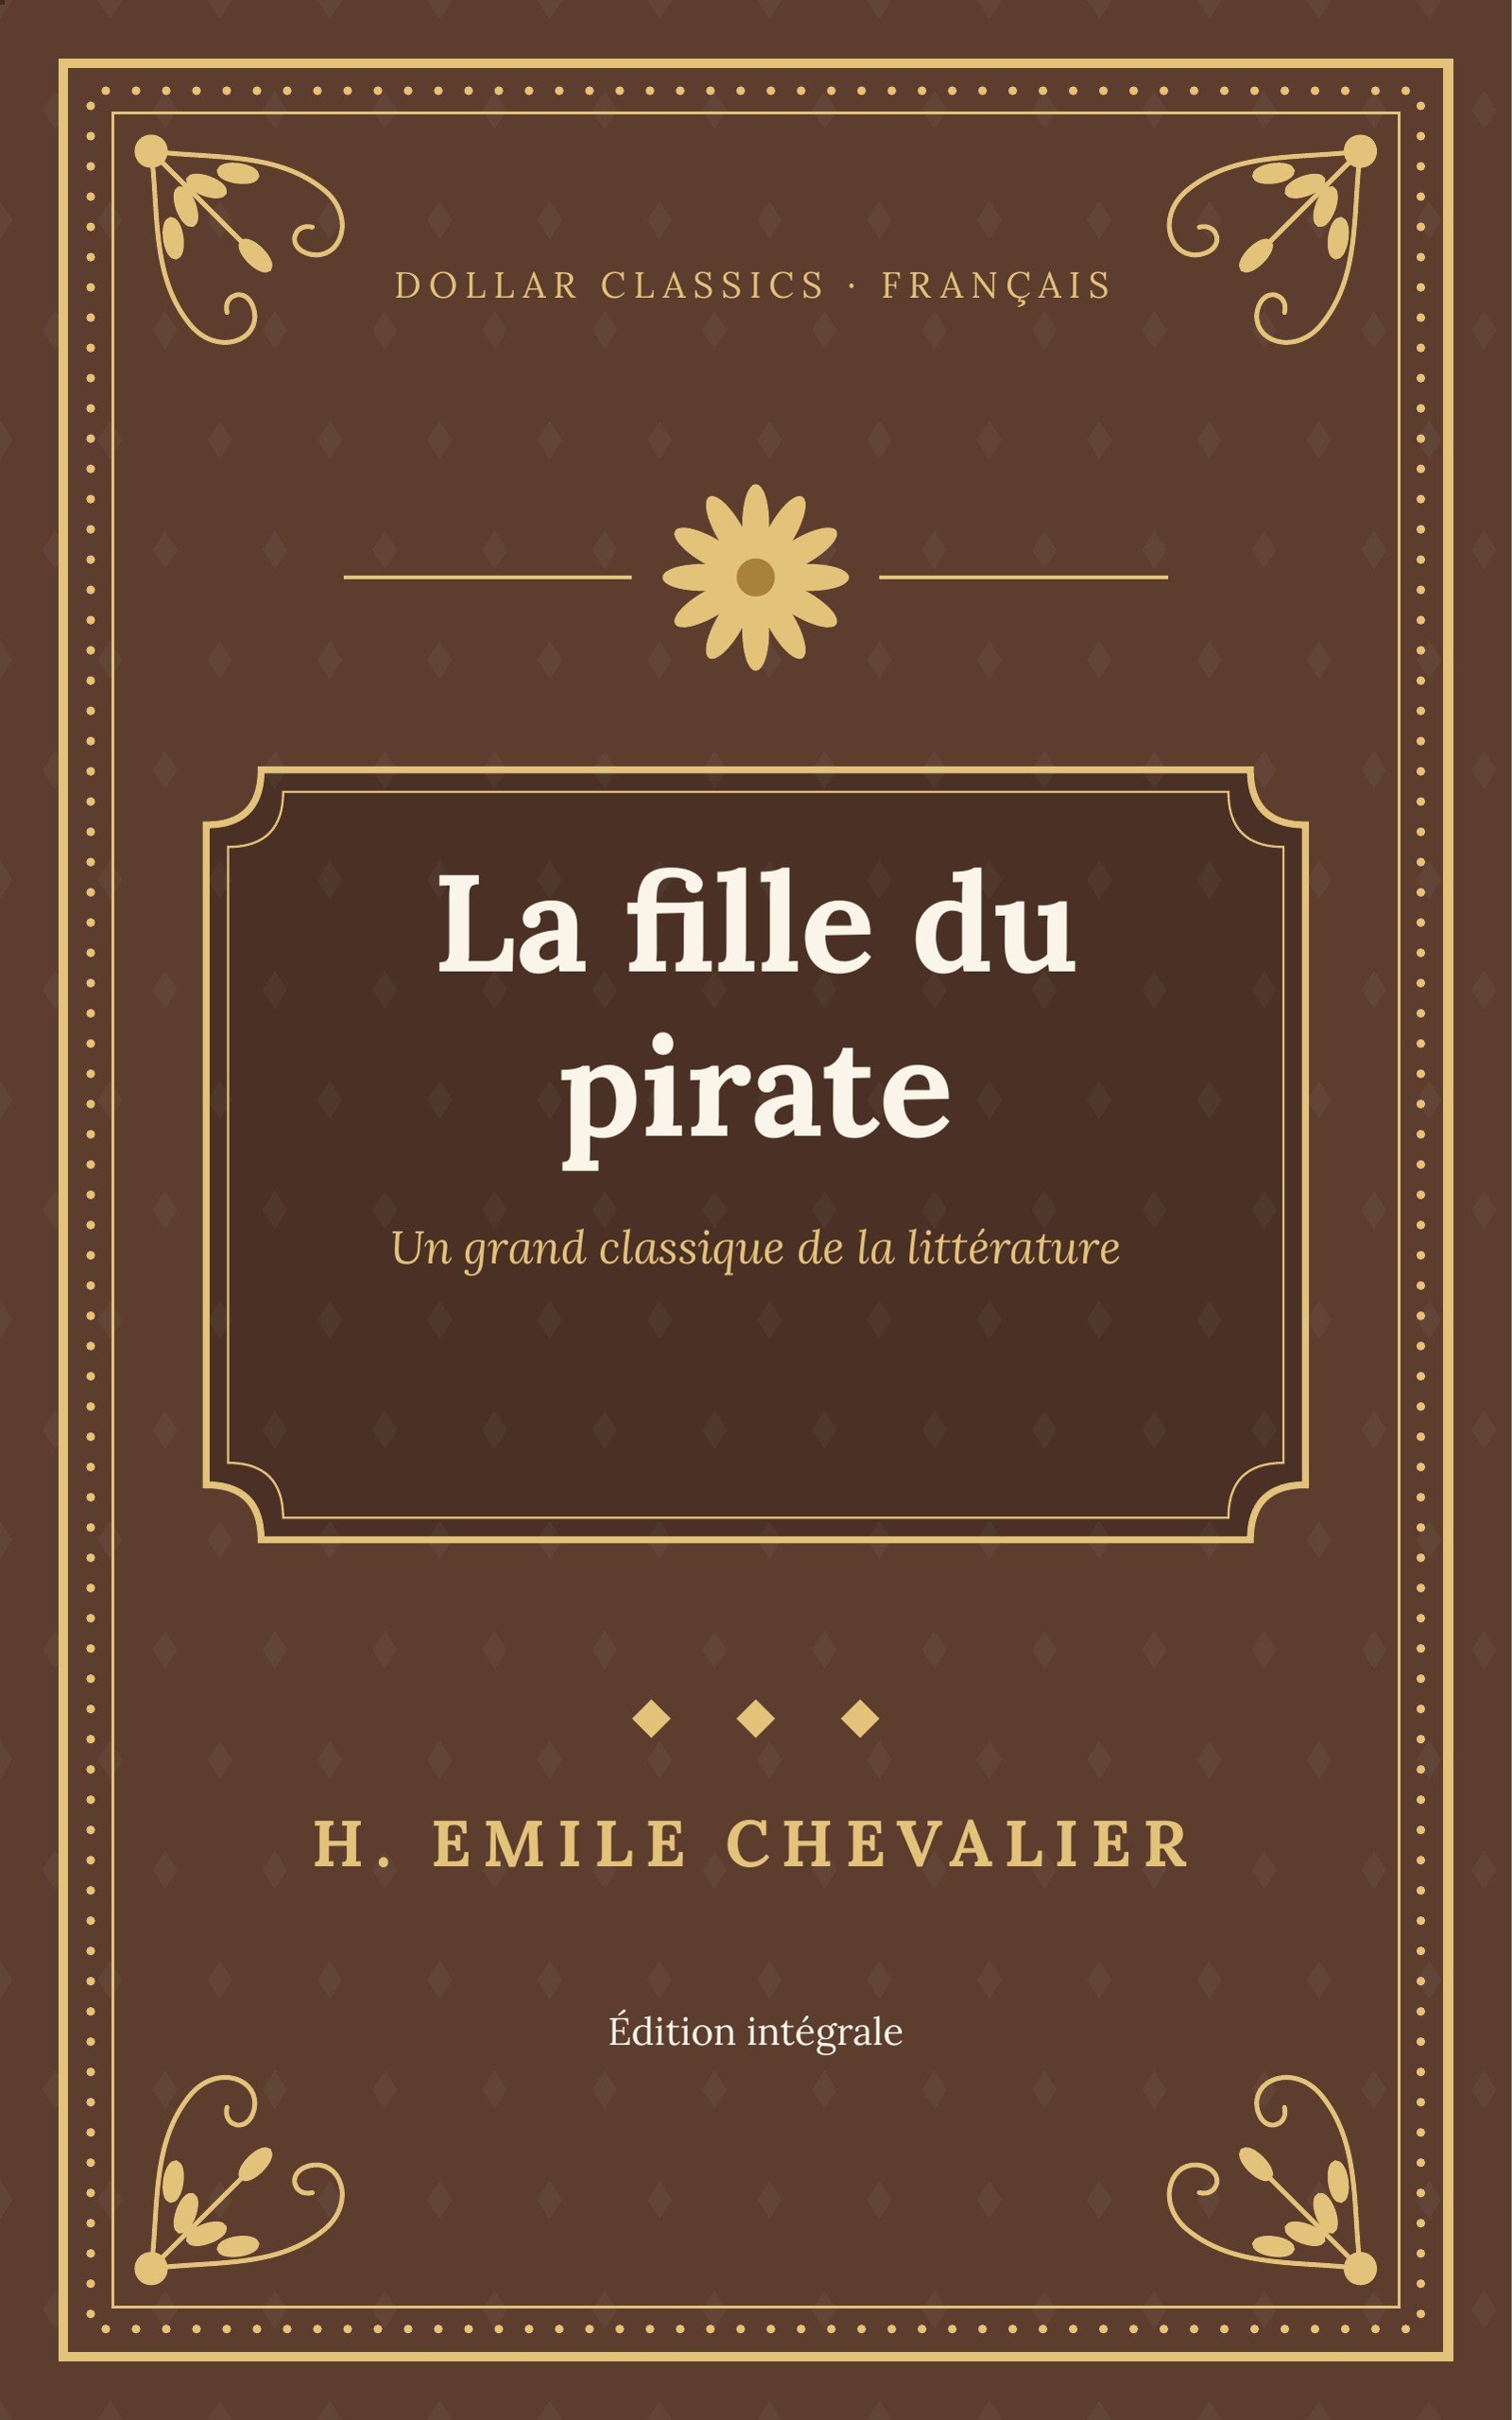 DOLLAR CLASSICS · FRANÇAIS
La fille du
pirate
Un grand classique de la littérature
H. EMILE CHEVALIER
Édition intégrale